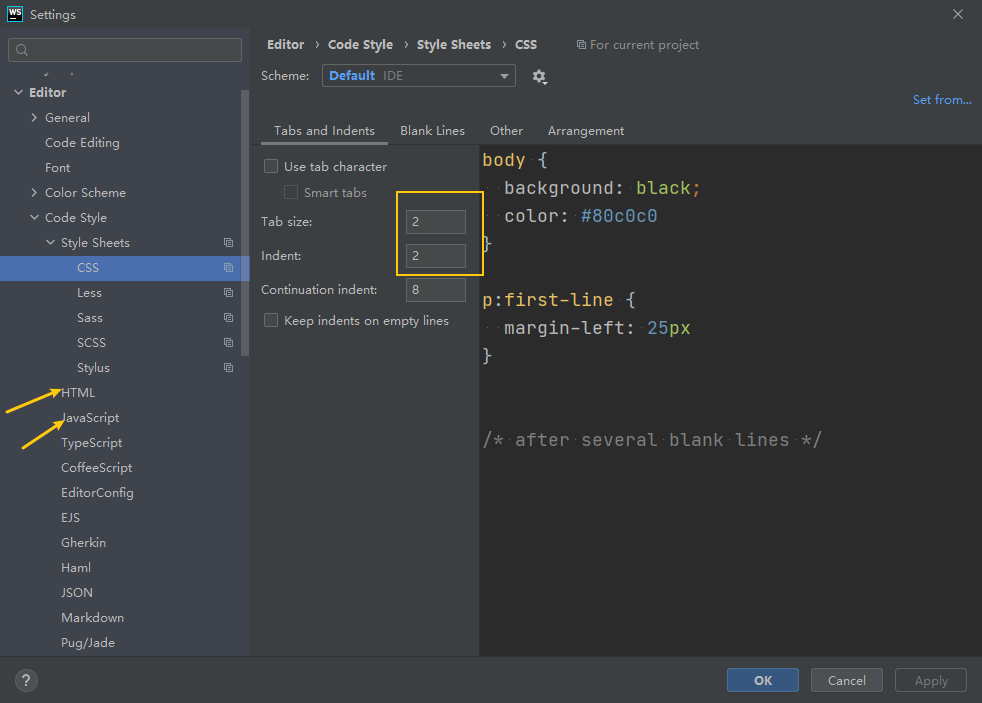 WS Settings
Editor › Code Style › Style Sheets › CSS For current project
Scheme: Default IDE
Set from...
Editor
General
Code Editing
Font
Color Scheme
Code Style
Style Sheets
CSS
Less
Sass
SCSS
Stylus
HTML
JavaScript
TypeScript
CoffeeScript
EditorConfig
EJS
Gherkin
Haml
JSON
Markdown
Pug/Jade
Tabs and Indents Blank Lines Other Arrangement
Use tab character
Smart tabs
Tab size: 2
Indent: 2
Continuation indent: 8
Keep indents on empty lines
body {
background: black;
color: #80c0c0
}
p:first-line {
margin-left: 25px
}
/* after several blank lines */
? OK Cancel Apply